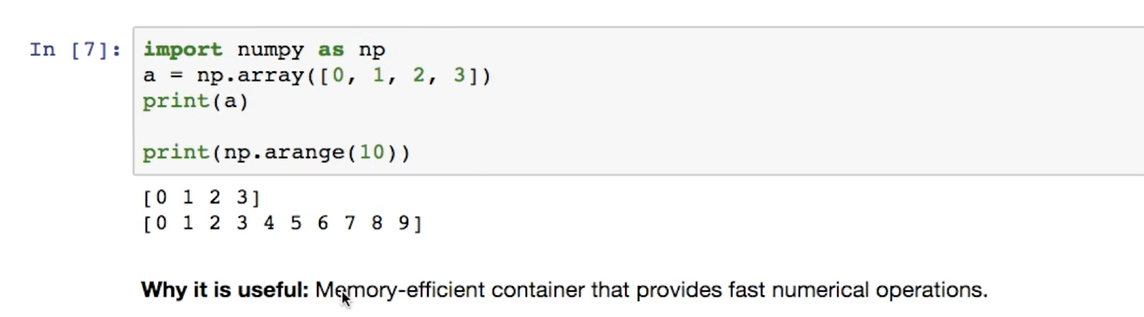 In [7]: import numpy as np
a = np.array([0, 1, 2, 3])
print(a)
print(np.arange(10))
[0 1 2 3]
[0 1 2 3 4 5 6 7 8 9]
Why it is useful: Memory-efficient container that provides fast numerical operations.